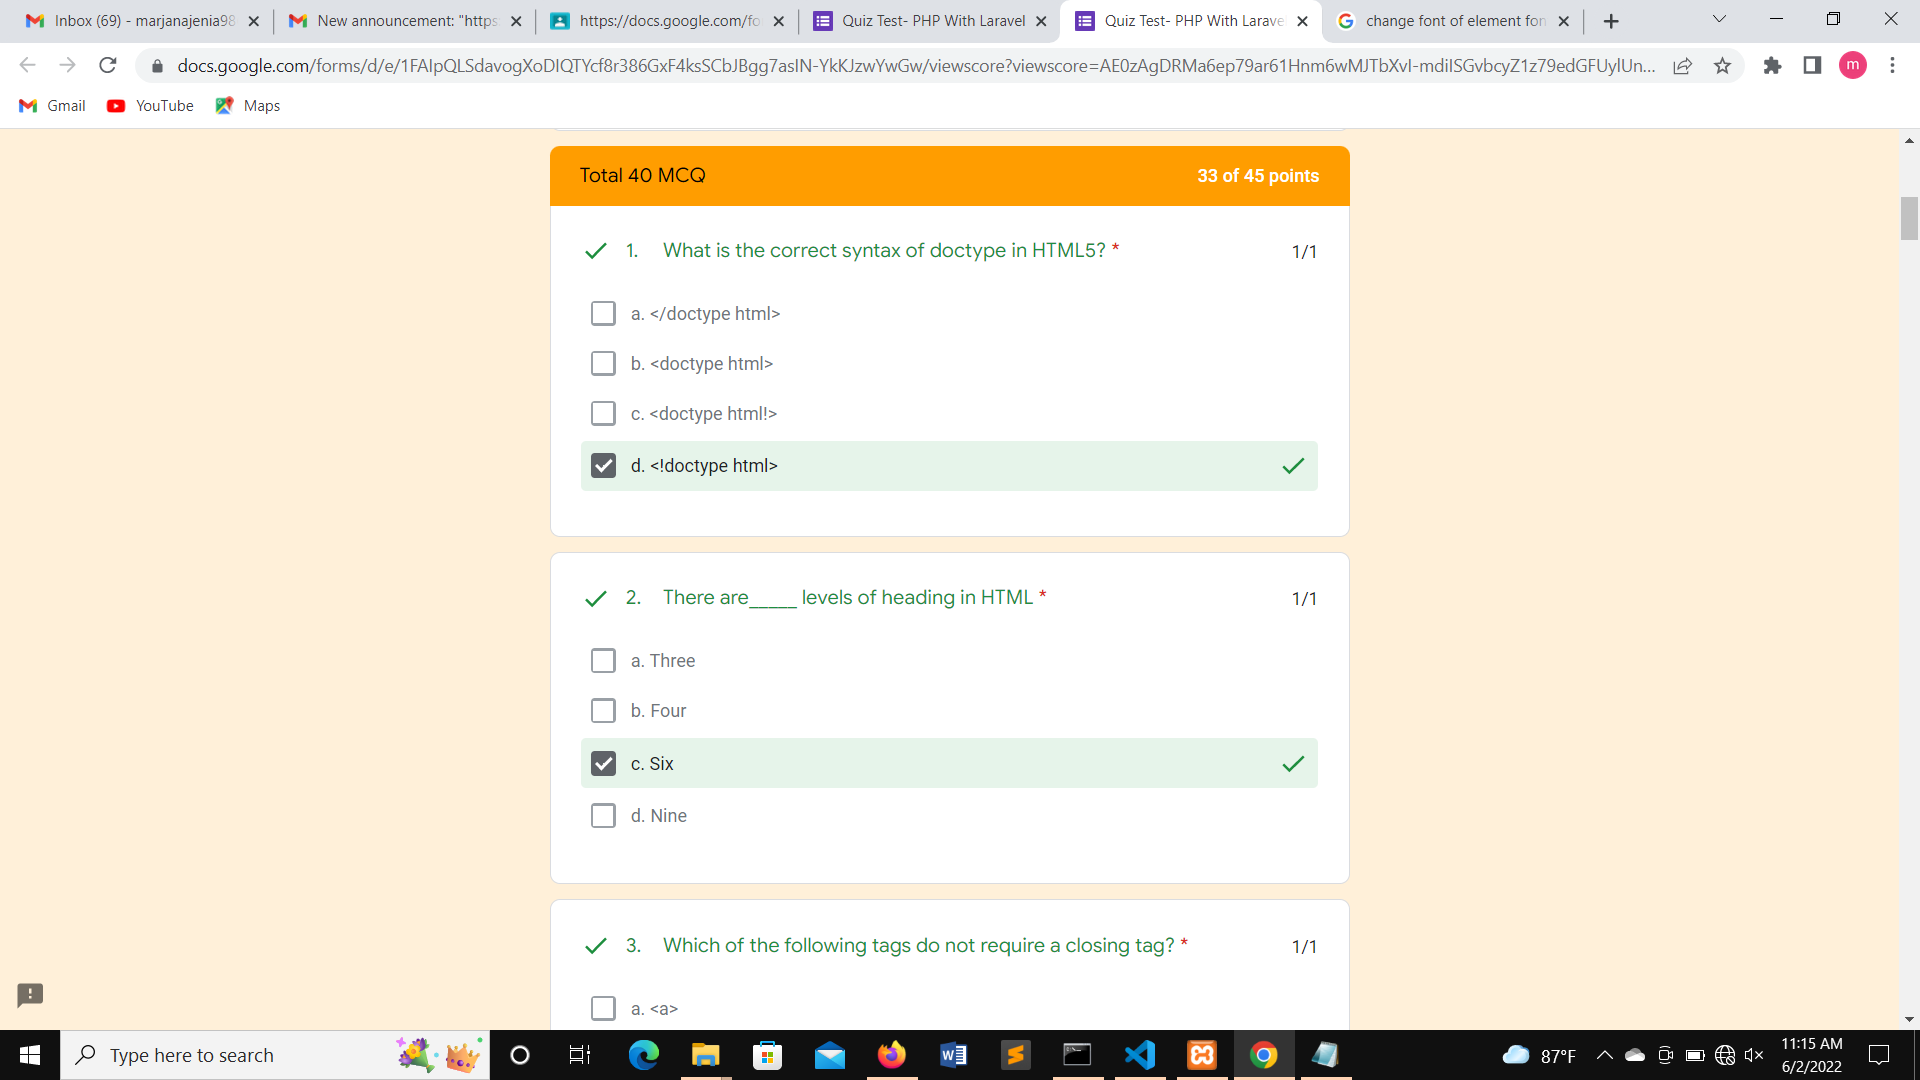 Inbox (69) - marjanajenia98
New announcement: "https
https://docs.google.com/fo
Quiz Test- PHP With Laravel
Quiz Test- PHP With Larave
change font of element fon
docs.google.com/forms/d/e/1FAIpQLSdavogXoDIQTYcf8r386GxF4ksSCbJBgg7asIN-YkKJzwYwGw/viewscore?viewscore=AE0zAgDRMa6ep79ar61Hnm6wMJTbXvI-mdiISGvbcyZ1z79edGFUylUn...
m
Gmail
YouTube
Maps
Total 40 MCQ
33 of 45 points
1. What is the correct syntax of doctype in HTML5? *
1/1
a. </doctype html>
b. <doctype html>
c. <doctype html!>
d. <!doctype html>
2. There are_____ levels of heading in HTML *
1/1
a. Three
b. Four
c. Six
d. Nine
3. Which of the following tags do not require a closing tag? *
1/1
a. <a>
Type here to search
87°F
11:15 AM
6/2/2022